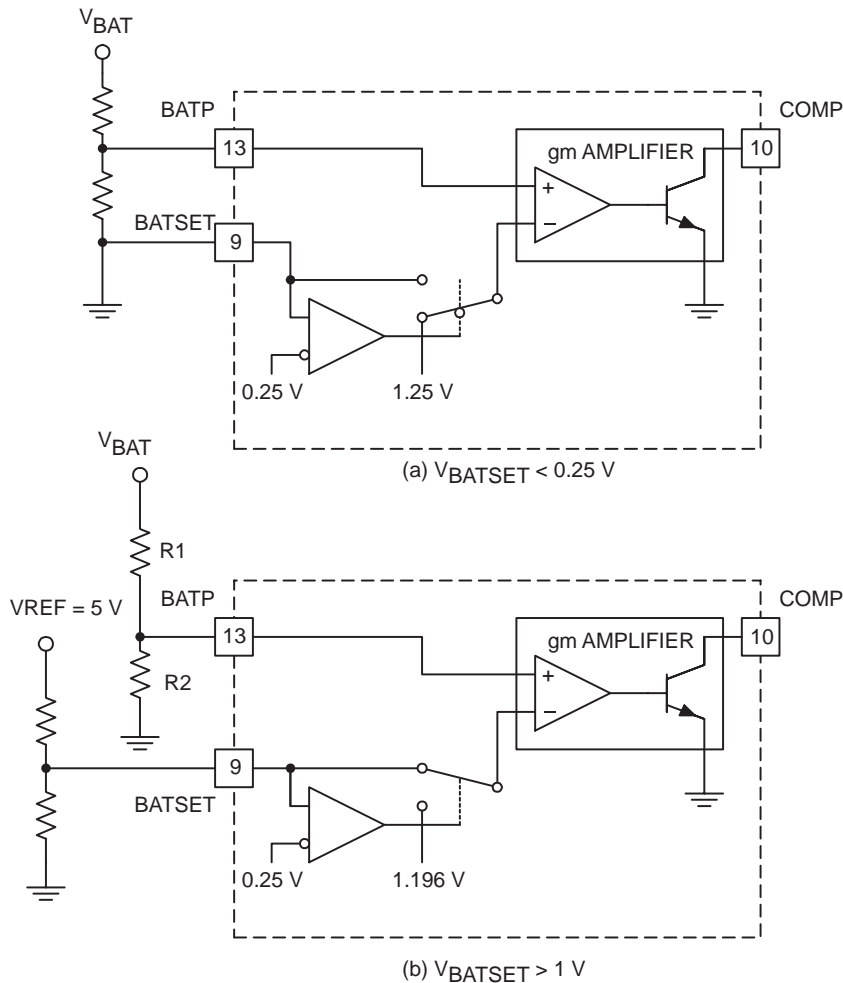 VBAT
BATP
COMP
13
gm AMPLIFIER
10
+
−
BATSET
9
0.25 V
1.25 V
(a) VBATSET < 0.25 V
VBAT
R1
VREF = 5 V
BATP
COMP
13
gm AMPLIFIER
10
R2
+
−
9
BATSET
0.25 V
1.196 V
(b) VBATSET > 1 V